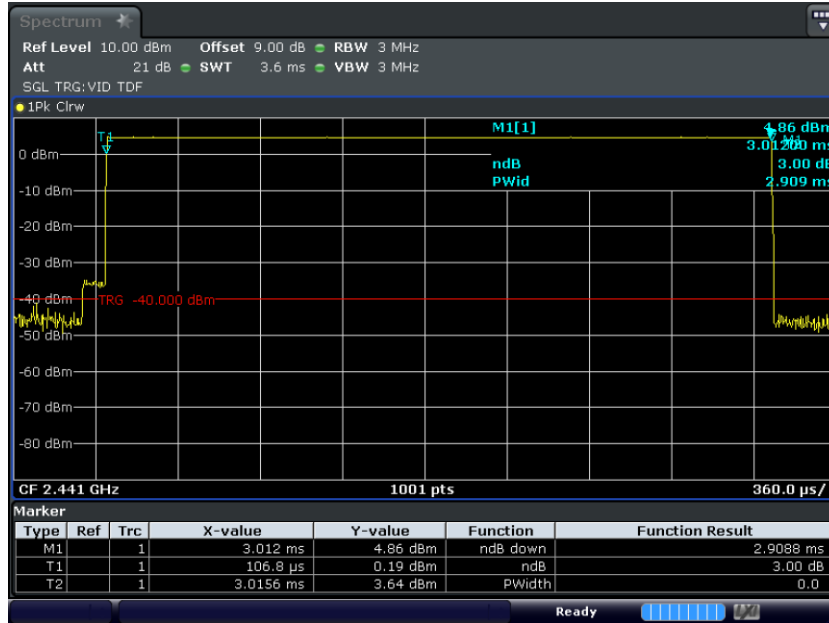 Spectrum
Ref Level 10.00 dBm Offset 9.00 dB RBW 3 MHz
Att 21 dB SWT 3.6 ms VBW 3 MHz
SGL TRG:VID TDF
1Pk Clrw
M1[1] 4.86 dBm
T1
3.01200 ms
0 dBm
ndB 3.00 dB
PWid 2.909 ms
-10 dBm
-20 dBm
-30 dBm
-40 dBm TRG -40.000 dBm
-50 dBm
-60 dBm
-70 dBm
-80 dBm
CF 2.441 GHz 1001 pts 360.0 µs/
Marker
Type Ref Trc X-value Y-value Function Function Result
M1 1 3.012 ms 4.86 dBm ndB down 2.9088 ms
T1 1 106.8 µs 0.19 dBm ndB 3.00 dB
T2 1 3.0156 ms 3.64 dBm PWidth 0.0
Ready